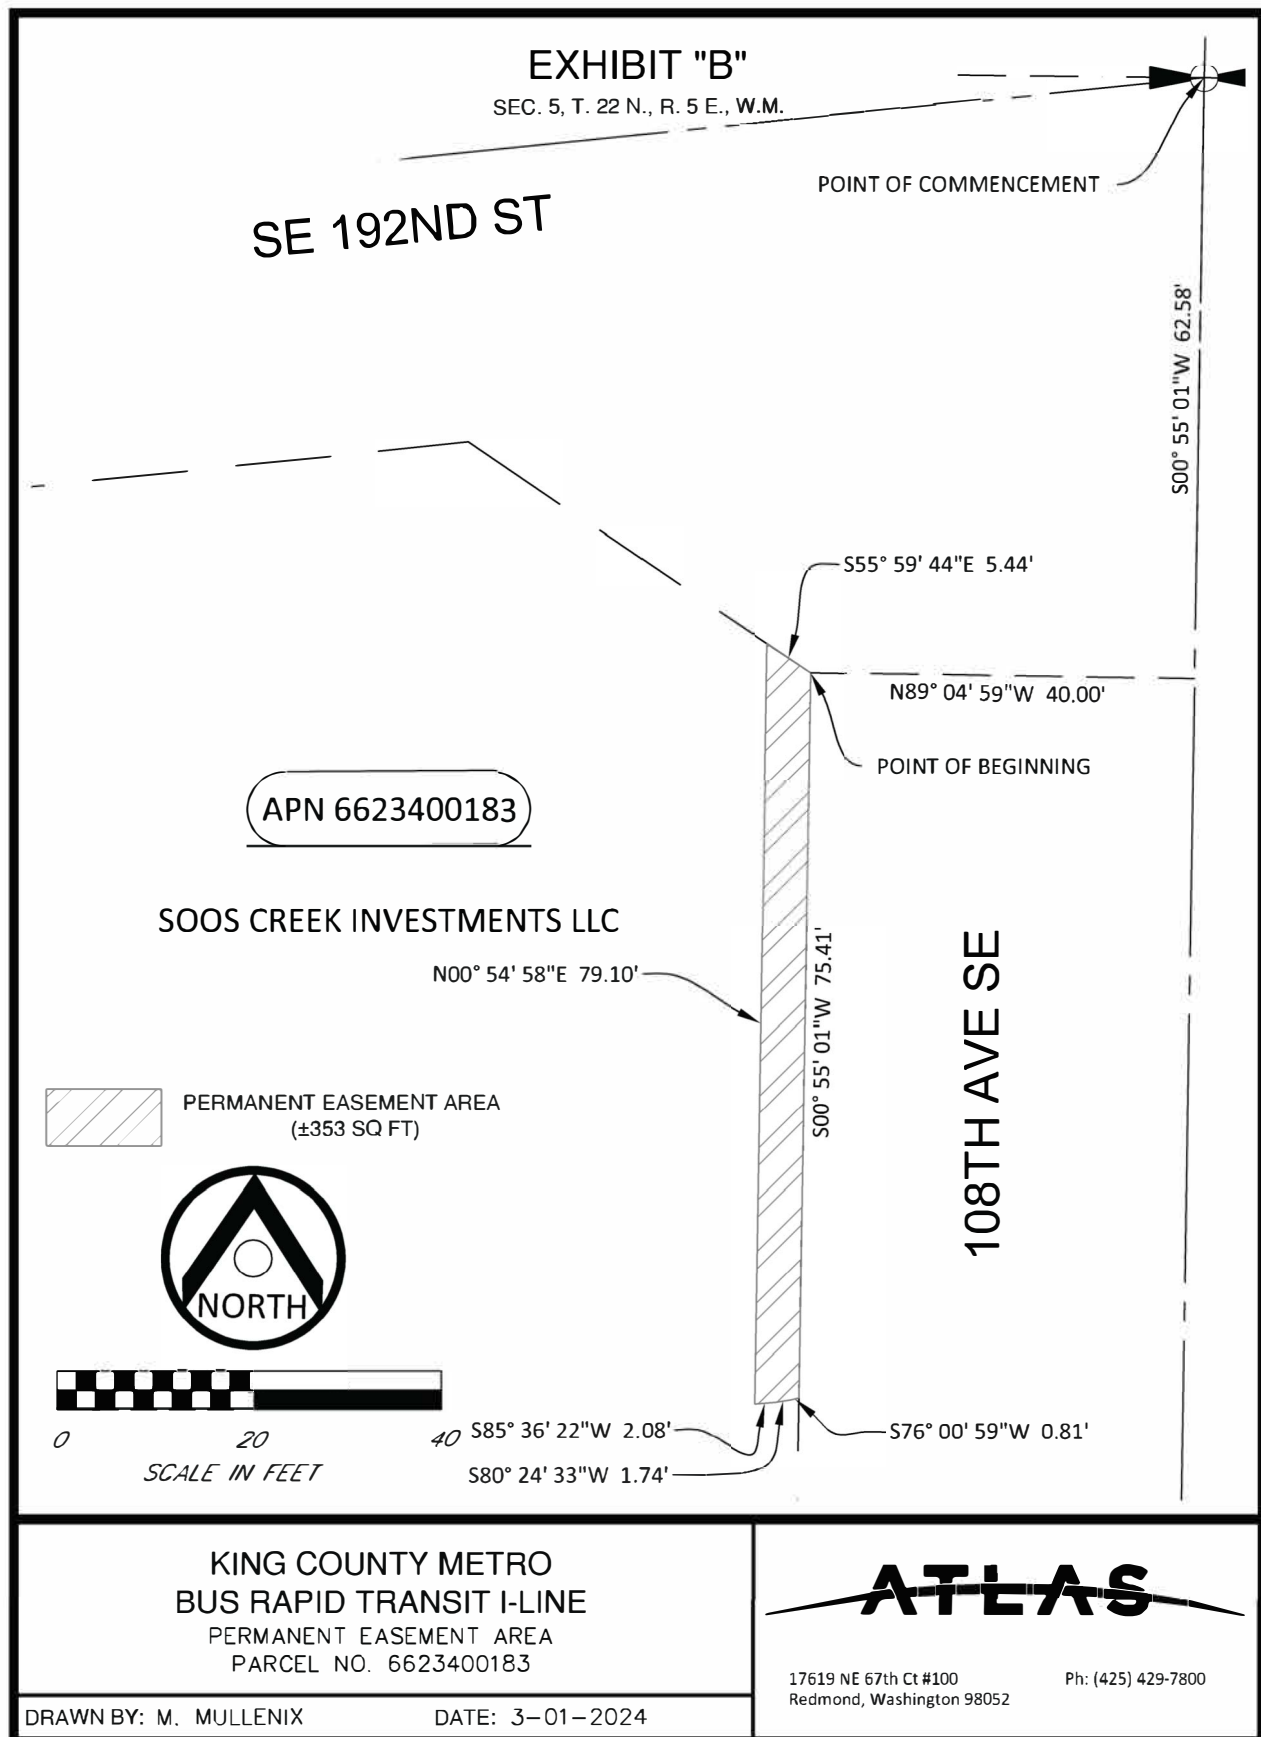 EXHIBIT "B"
SEC. 5, T. 22 N., R. 5 E., W.M.
POINT OF COMMENCEMENT
SE 192ND ST
S00° 55' 01"W 62.58'
S55° 59' 44"E 5.44'
N89° 04' 59"W 40.00'
POINT OF BEGINNING
APN 6623400183
SOOS CREEK INVESTMENTS LLC
N00° 54' 58"E 79.10'
S00° 55' 01"W 75.41'
108TH AVE SE
PERMANENT EASEMENT AREA
(±353 SQ FT)
NORTH
0 20 40
SCALE IN FEET
S85° 36' 22"W 2.08'
S76° 00' 59"W 0.81'
S80° 24' 33"W 1.74'
KING COUNTY METRO
BUS RAPID TRANSIT I-LINE
PERMANENT EASEMENT AREA
PARCEL NO. 6623400183
DRAWN BY: M. MULLENIX DATE: 3-01-2024
ATLAS
17619 NE 67th Ct #100 Ph: (425) 429-7800
Redmond, Washington 98052